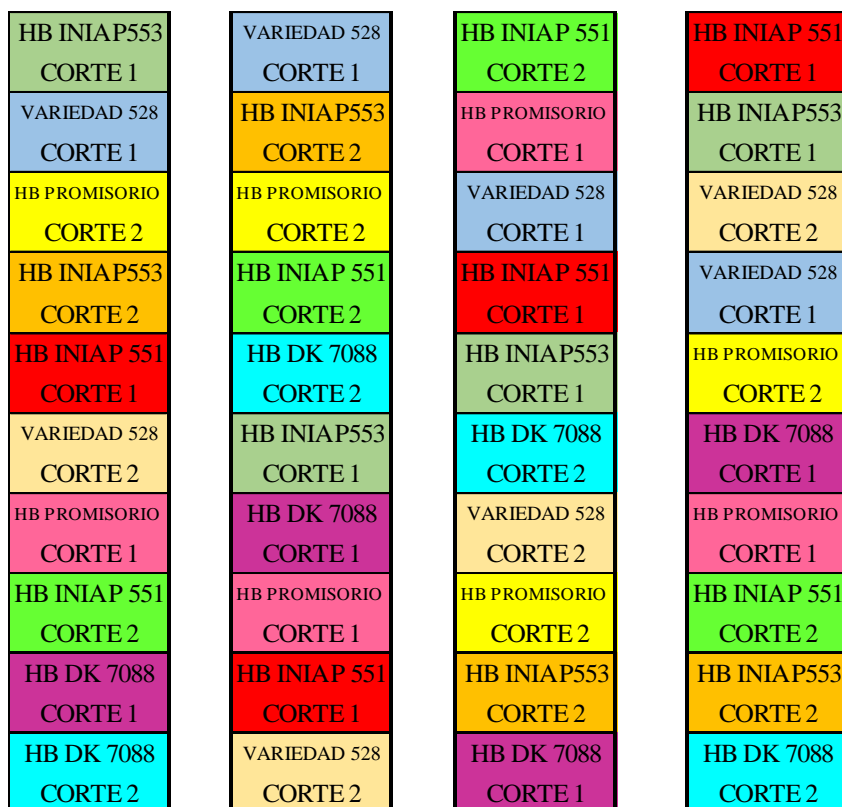 HB INIAP553
CORTE 1
VARIEDAD 528
CORTE 1
HB PROMISORIO
CORTE 2
HB INIAP553
CORTE 2
HB INIAP 551
CORTE 1
VARIEDAD 528
CORTE 2
HB PROMISORIO
CORTE 1
HB INIAP 551
CORTE 2
HB DK 7088
CORTE 1
HB DK 7088
CORTE 2
VARIEDAD 528
CORTE 1
HB INIAP553
CORTE 2
HB PROMISORIO
CORTE 2
HB INIAP 551
CORTE 2
HB DK 7088
CORTE 2
HB INIAP553
CORTE 1
HB DK 7088
CORTE 1
HB PROMISORIO
CORTE 1
HB INIAP 551
CORTE 1
VARIEDAD 528
CORTE 2
HB INIAP 551
CORTE 2
HB PROMISORIO
CORTE 1
VARIEDAD 528
CORTE 1
HB INIAP 551
CORTE 1
HB INIAP553
CORTE 1
HB DK 7088
CORTE 2
VARIEDAD 528
CORTE 2
HB PROMISORIO
CORTE 2
HB INIAP553
CORTE 2
HB DK 7088
CORTE 1
HB INIAP 551
CORTE 1
HB INIAP553
CORTE 1
VARIEDAD 528
CORTE 2
VARIEDAD 528
CORTE 1
HB PROMISORIO
CORTE 2
HB DK 7088
CORTE 1
HB PROMISORIO
CORTE 1
HB INIAP 551
CORTE 2
HB INIAP553
CORTE 2
HB DK 7088
CORTE 2